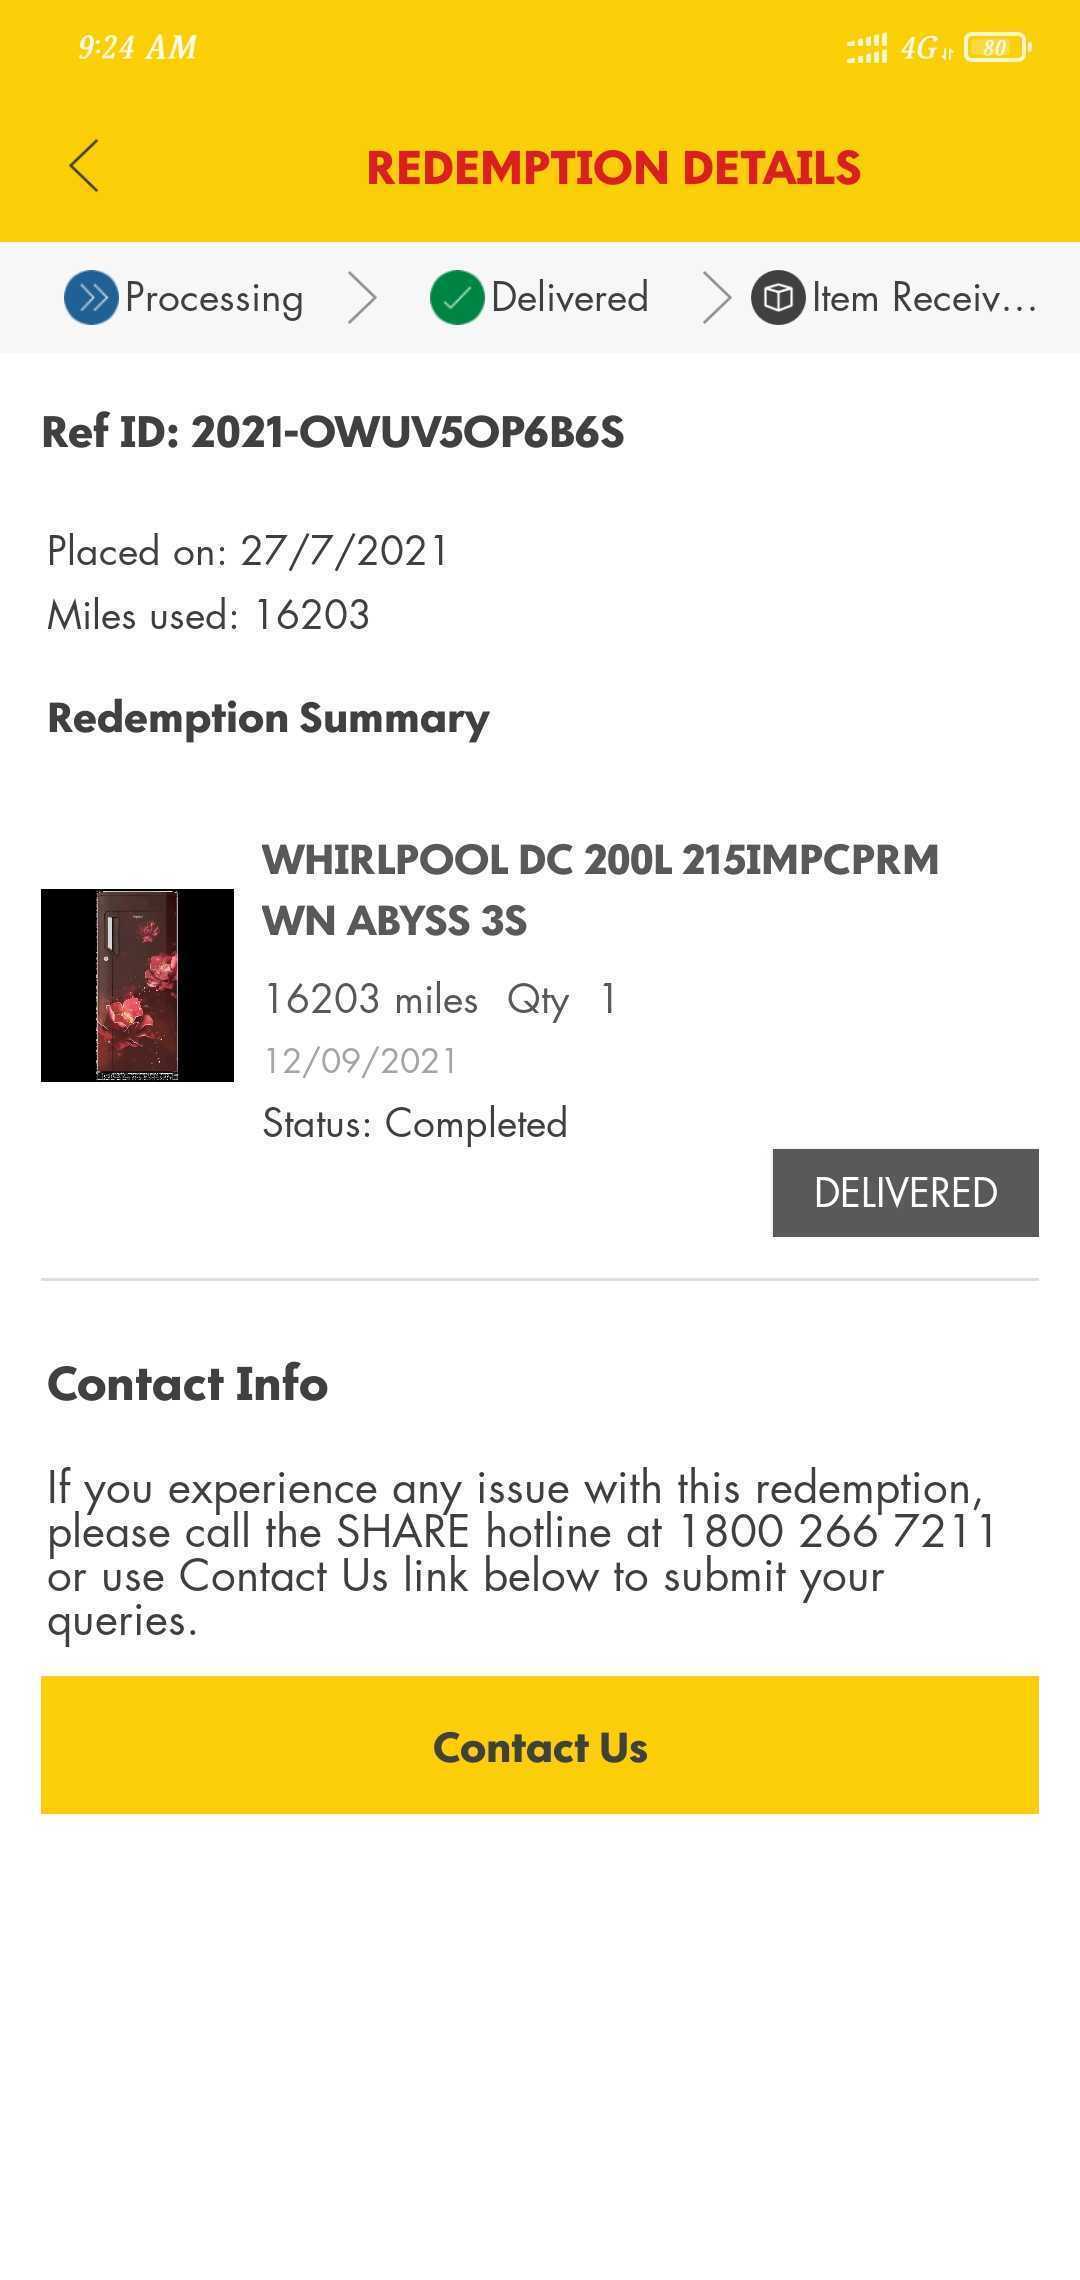 9:24 AM
4G 80
REDEMPTION DETAILS
Processing Delivered Item Receiv...
Ref ID: 2021-OWUV5OP6B6S
Placed on: 27/7/2021
Miles used: 16203
Redemption Summary
WHIRLPOOL DC 200L 215IMPCPRM
WN ABYSS 3S
16203 miles Qty 1
12/09/2021
Status: Completed
DELIVERED
Contact Info
If you experience any issue with this redemption,
please call the SHARE hotline at 1800 266 7211
or use Contact Us link below to submit your
queries.
Contact Us